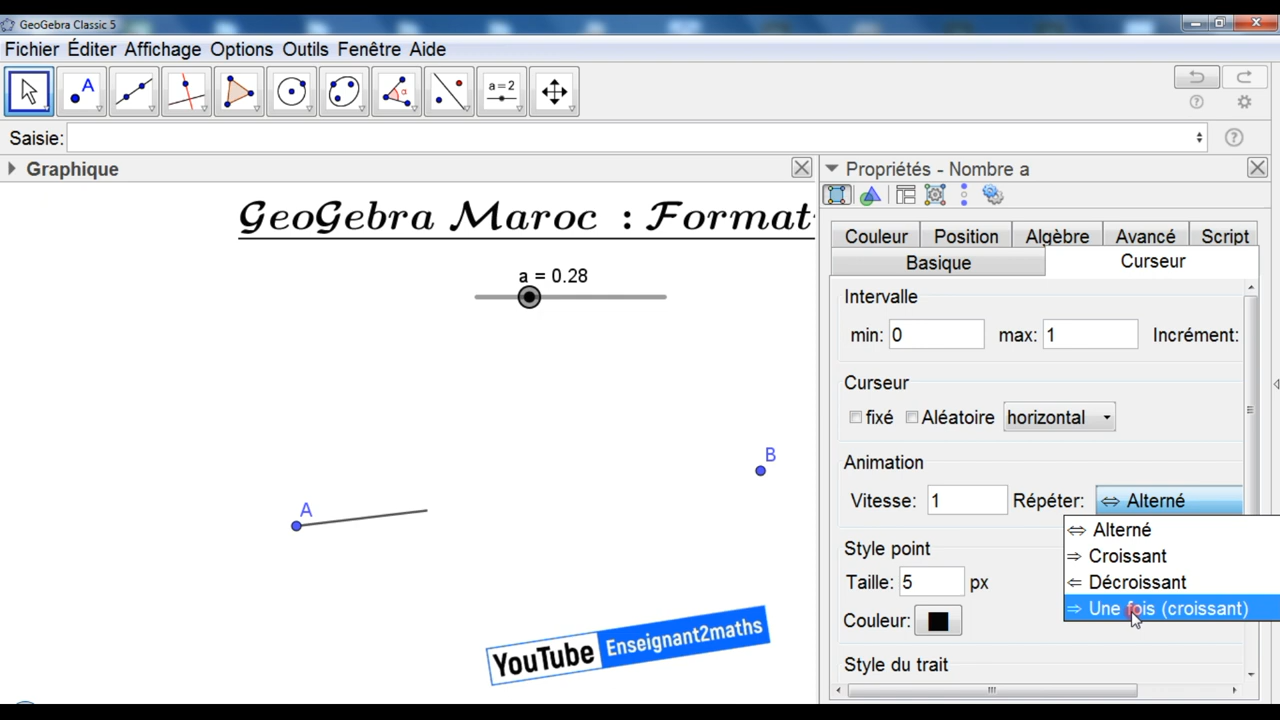 GeoGebra Classic 5
Fichier Éditer Affichage Options Outils Fenêtre Aide
A
α
a = 2
Saisie:
Graphique
Propriétés - Nombre a
GeoGebra Maroc : Format
Couleur Position Algèbre Avancé Script
Basique Curseur
a = 0.28
Intervalle
min: 0 max: 1 Incrément:
Curseur
fixé Aléatoire horizontal
B
Animation
Vitesse: 1 Répéter: ⇔ Alterné
A
⇔ Alterné
Style point
⇒ Croissant
Taille: 5 px
⇐ Décroissant
⇒ Une fois (croissant)
Couleur:
YouTube Enseignant2maths
Style du trait